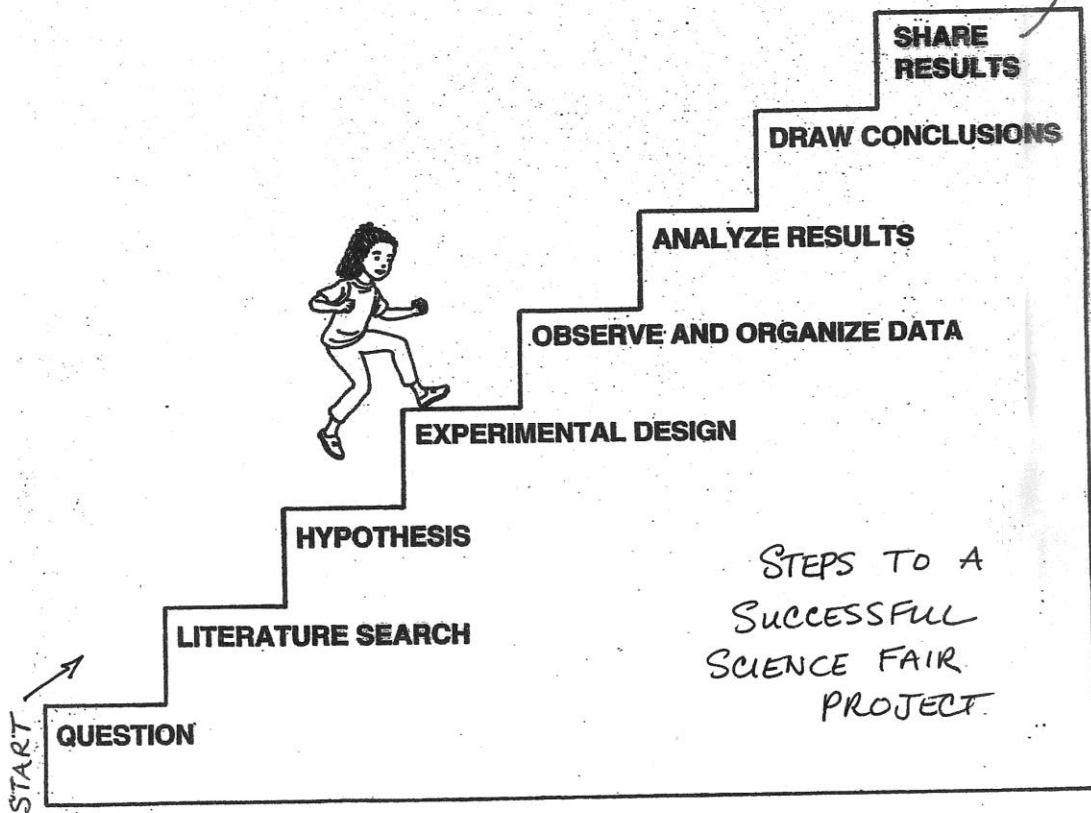 SHARE
RESULTS
DRAW CONCLUSIONS
ANALYZE RESULTS
OBSERVE AND ORGANIZE DATA
EXPERIMENTAL DESIGN
HYPOTHESIS
LITERATURE SEARCH
QUESTION
START
STEPS TO A
SUCCESSFUL
SCIENCE FAIR
PROJECT